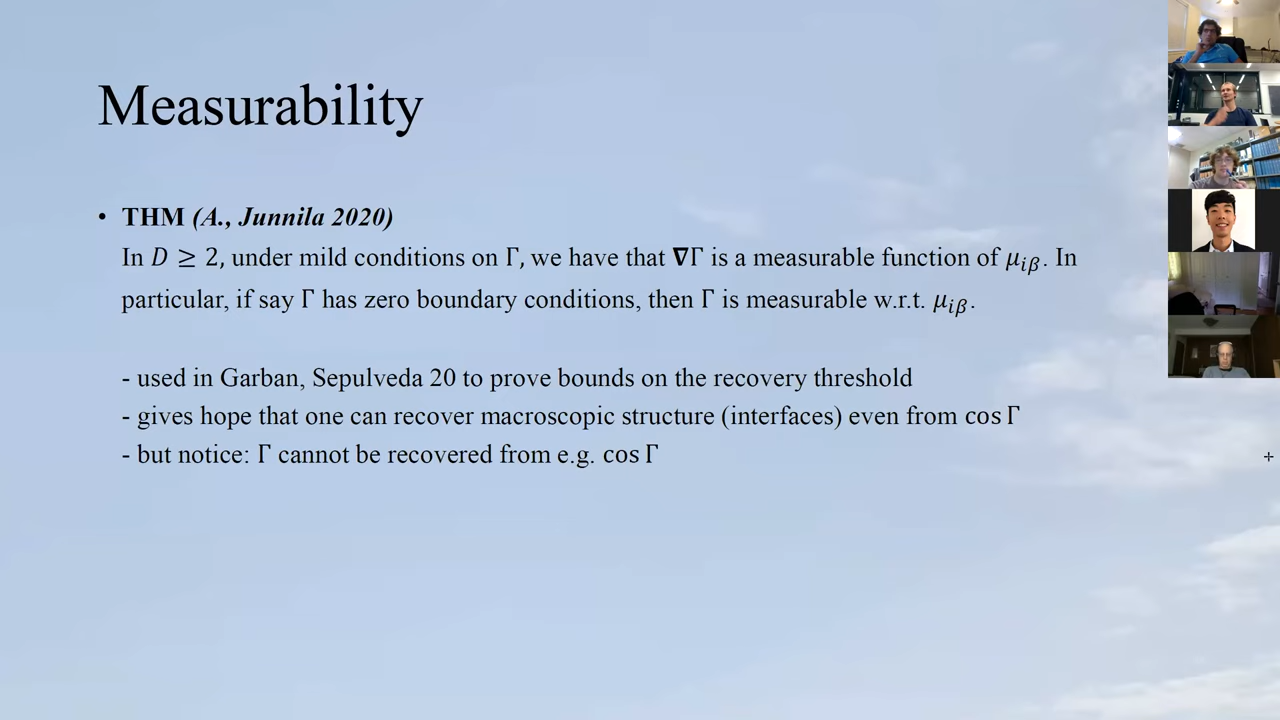 Measurability
• THM (A., Junnila 2020)
In D ≥ 2, under mild conditions on Γ, we have that ∇Γ is a measurable function of μ_{iβ}. In
particular, if say Γ has zero boundary conditions, then Γ is measurable w.r.t. μ_{iβ}.
- used in Garban, Sepulveda 20 to prove bounds on the recovery threshold
- gives hope that one can recover macroscopic structure (interfaces) even from cos Γ
- but notice: Γ cannot be recovered from e.g. cos Γ